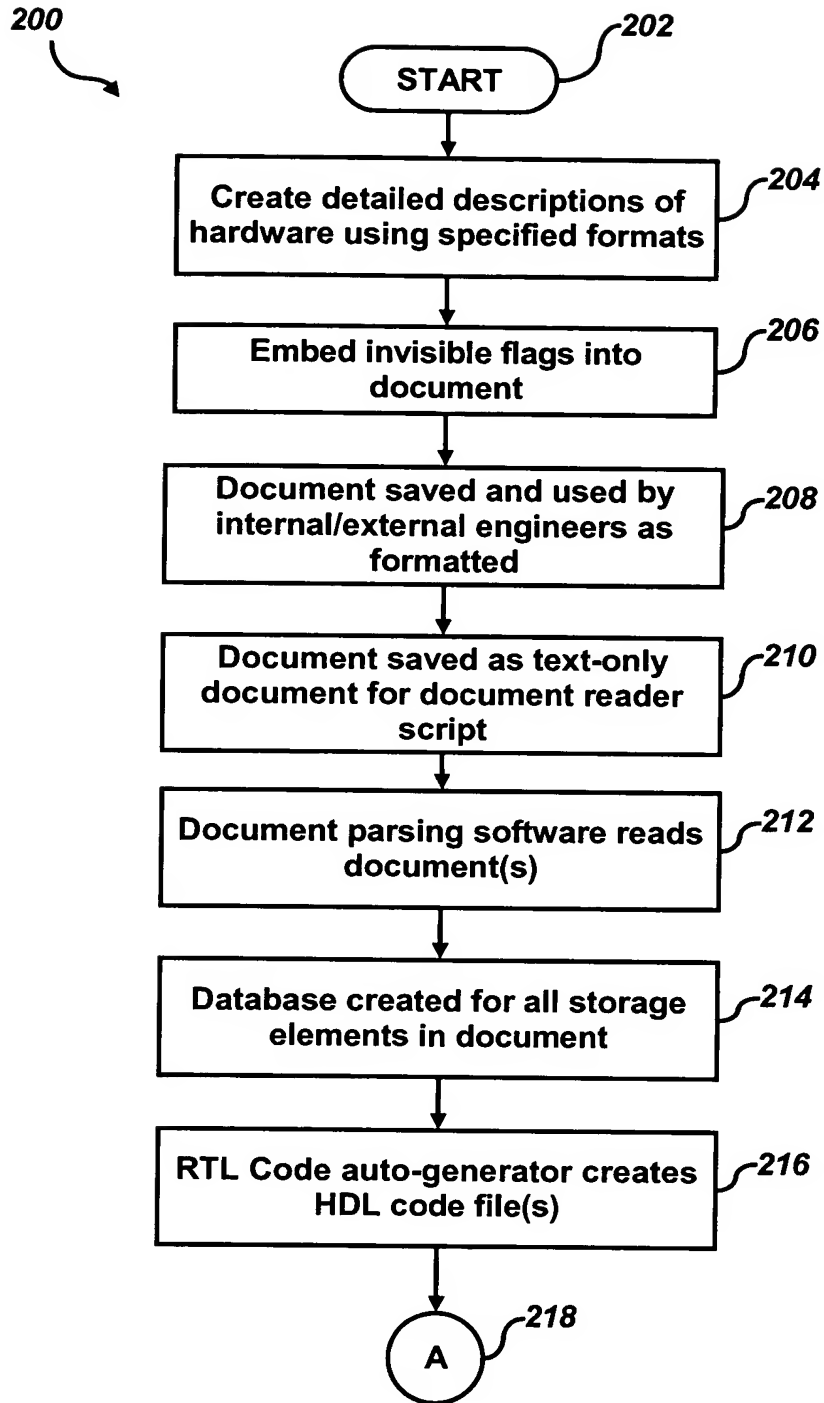 200
202
START
204
Create detailed descriptions of
hardware using specified formats
206
Embed invisible flags into
document
208
Document saved and used by
internal/external engineers as
formatted
210
Document saved as text-only
document for document reader
script
212
Document parsing software reads
document(s)
214
Database created for all storage
elements in document
216
RTL Code auto-generator creates
HDL code file(s)
218
A